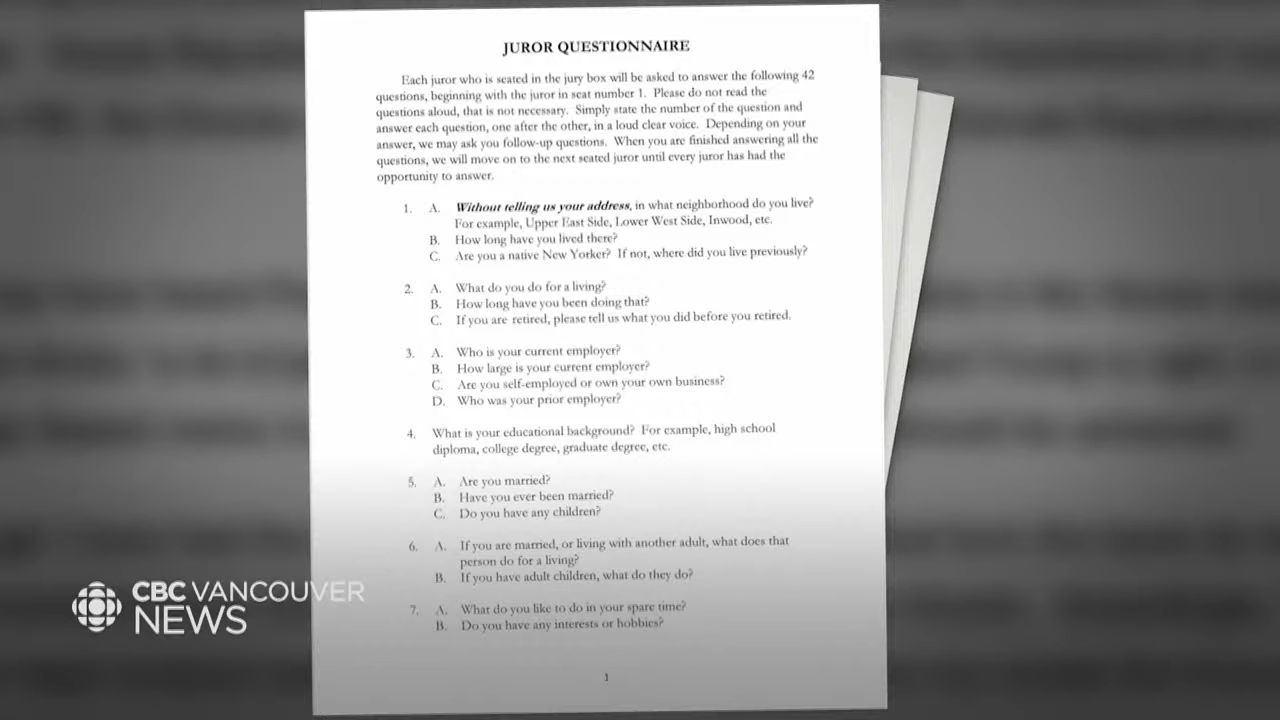 JUROR QUESTIONNAIRE
Each juror who is seated in the jury box will be asked to answer the following 42
questions, beginning with the juror in seat number 1. Please do not read the
questions aloud, that is not necessary. Simply state the number of the question and
answer each question, one after the other, in a loud clear voice. Depending on your
answer, we may ask you follow-up questions. When you are finished answering all the
questions, we will move on to the next seated juror until every juror has had the
opportunity to answer.
1. A. Without telling us your address, in what neighborhood do you live?
For example, Upper East Side, Lower West Side, Inwood, etc.
B. How long have you lived there?
C. Are you a native New Yorker? If not, where did you live previously?
2. A. What do you do for a living?
B. How long have you been doing that?
C. If you are retired, please tell us what you did before you retired.
3. A. Who is your current employer?
B. How large is your current employer?
C. Are you self-employed or own your own business?
D. Who was your prior employer?
4. What is your educational background? For example, high school
diploma, college degree, graduate degree, etc.
5. A. Are you married?
B. Have you ever been married?
C. Do you have any children?
6. A. If you are married, or living with another adult, what does that
person do for a living?
B. If you have adult children, what do they do?
7. A. What do you like to do in your spare time?
B. Do you have any interests or hobbies?
1
CBC VANCOUVER
NEWS